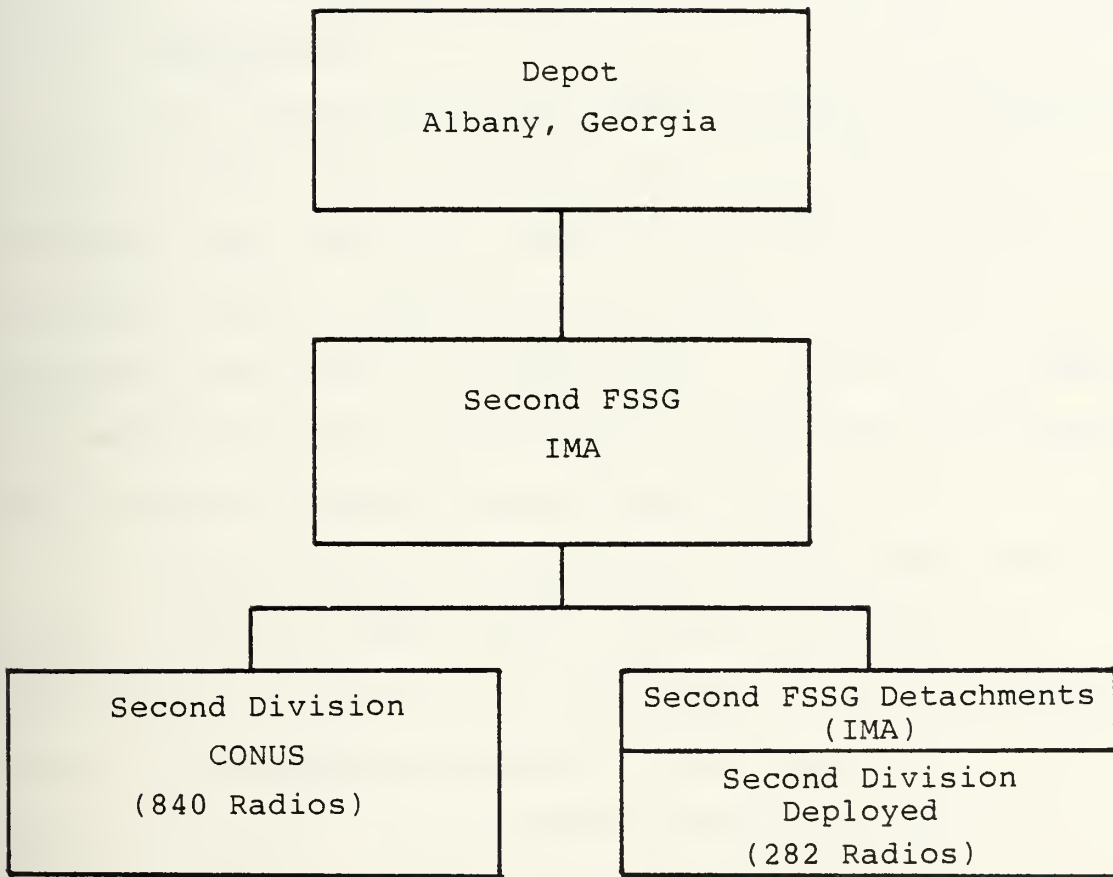 Depot
Albany, Georgia
Second FSSG
IMA
Second Division
CONUS
(840 Radios)
Second FSSG Detachments
(IMA)
Second Division
Deployed
(282 Radios)